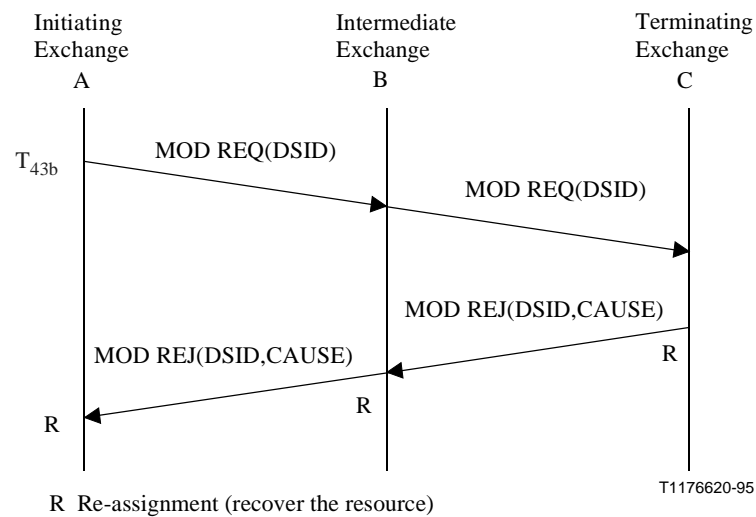 Initiating
Exchange
A
Intermediate
Exchange
B
Terminating
Exchange
C
T43b
MOD REQ(DSID)
MOD REQ(DSID)
MOD REJ(DSID,CAUSE)
R
MOD REJ(DSID,CAUSE)
R
R
T1176620-95
R Re-assignment (recover the resource)